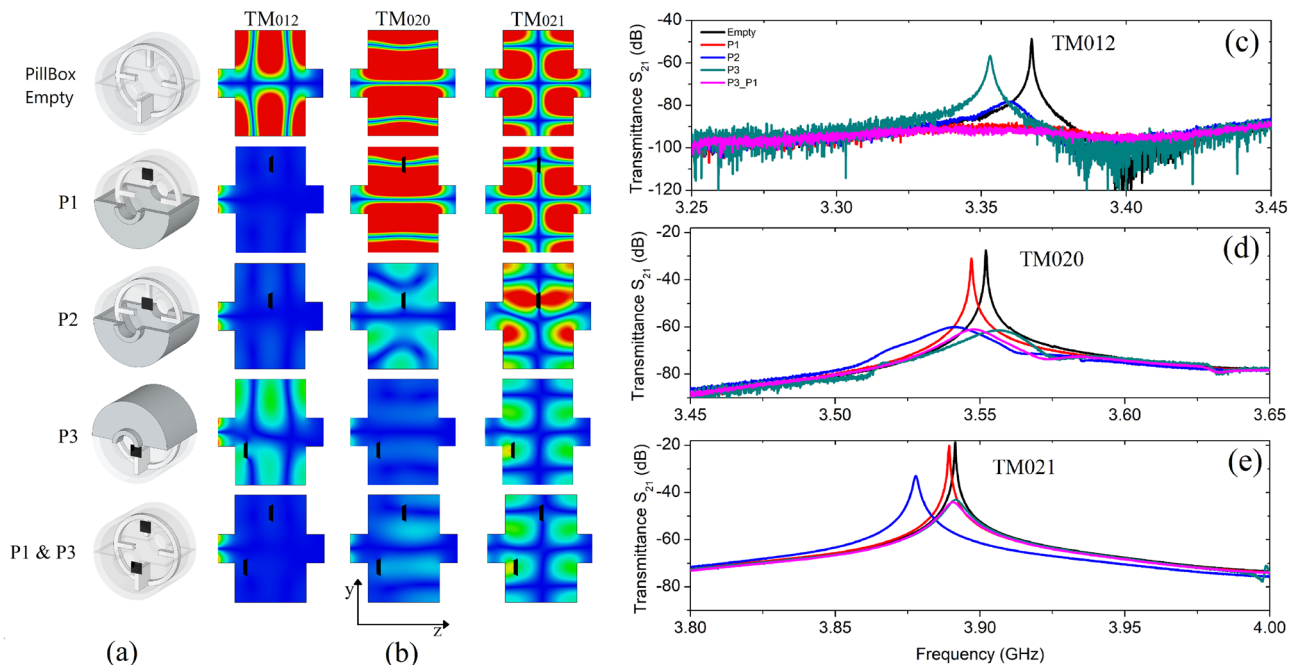 TM012 TM020 TM021
PillBox
Empty
P1
P2
P3
P1 & P3
y
z
(a) (b)
Transmittance S21 (dB)
-40
-60
-80
-100
-120
Empty
P1
P2
P3
P3_P1
TM012
(c)
3.25 3.30 3.35 3.40 3.45
Transmittance S21 (dB)
-20
-40
-60
-80
TM020
(d)
3.45 3.50 3.55 3.60 3.65
Transmittance S21 (dB)
-20
-40
-60
-80
TM021
(e)
3.80 3.85 3.90 3.95 4.00
Frequency (GHz)